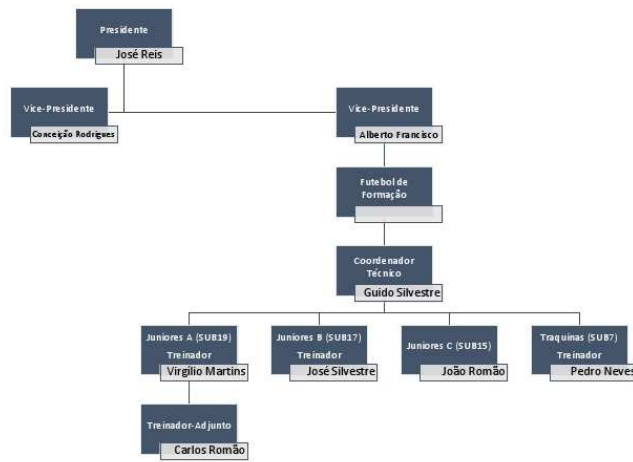 Presidente
José Reis
Vice-Presidente
Conceição Rodrigues
Vice-Presidente
Alberto Francisco
Futebol de
Formação
Coordenador
Técnico
Guido Silvestre
Juniores A (SUB19)
Treinador
Virgílio Martins
Juniores B (SUB17)
Treinador
José Silvestre
Juniores C (SUB15)
João Romão
Traquinas (SUB7)
Treinador
Pedro Neves
Treinador-Adjunto
Carlos Romão